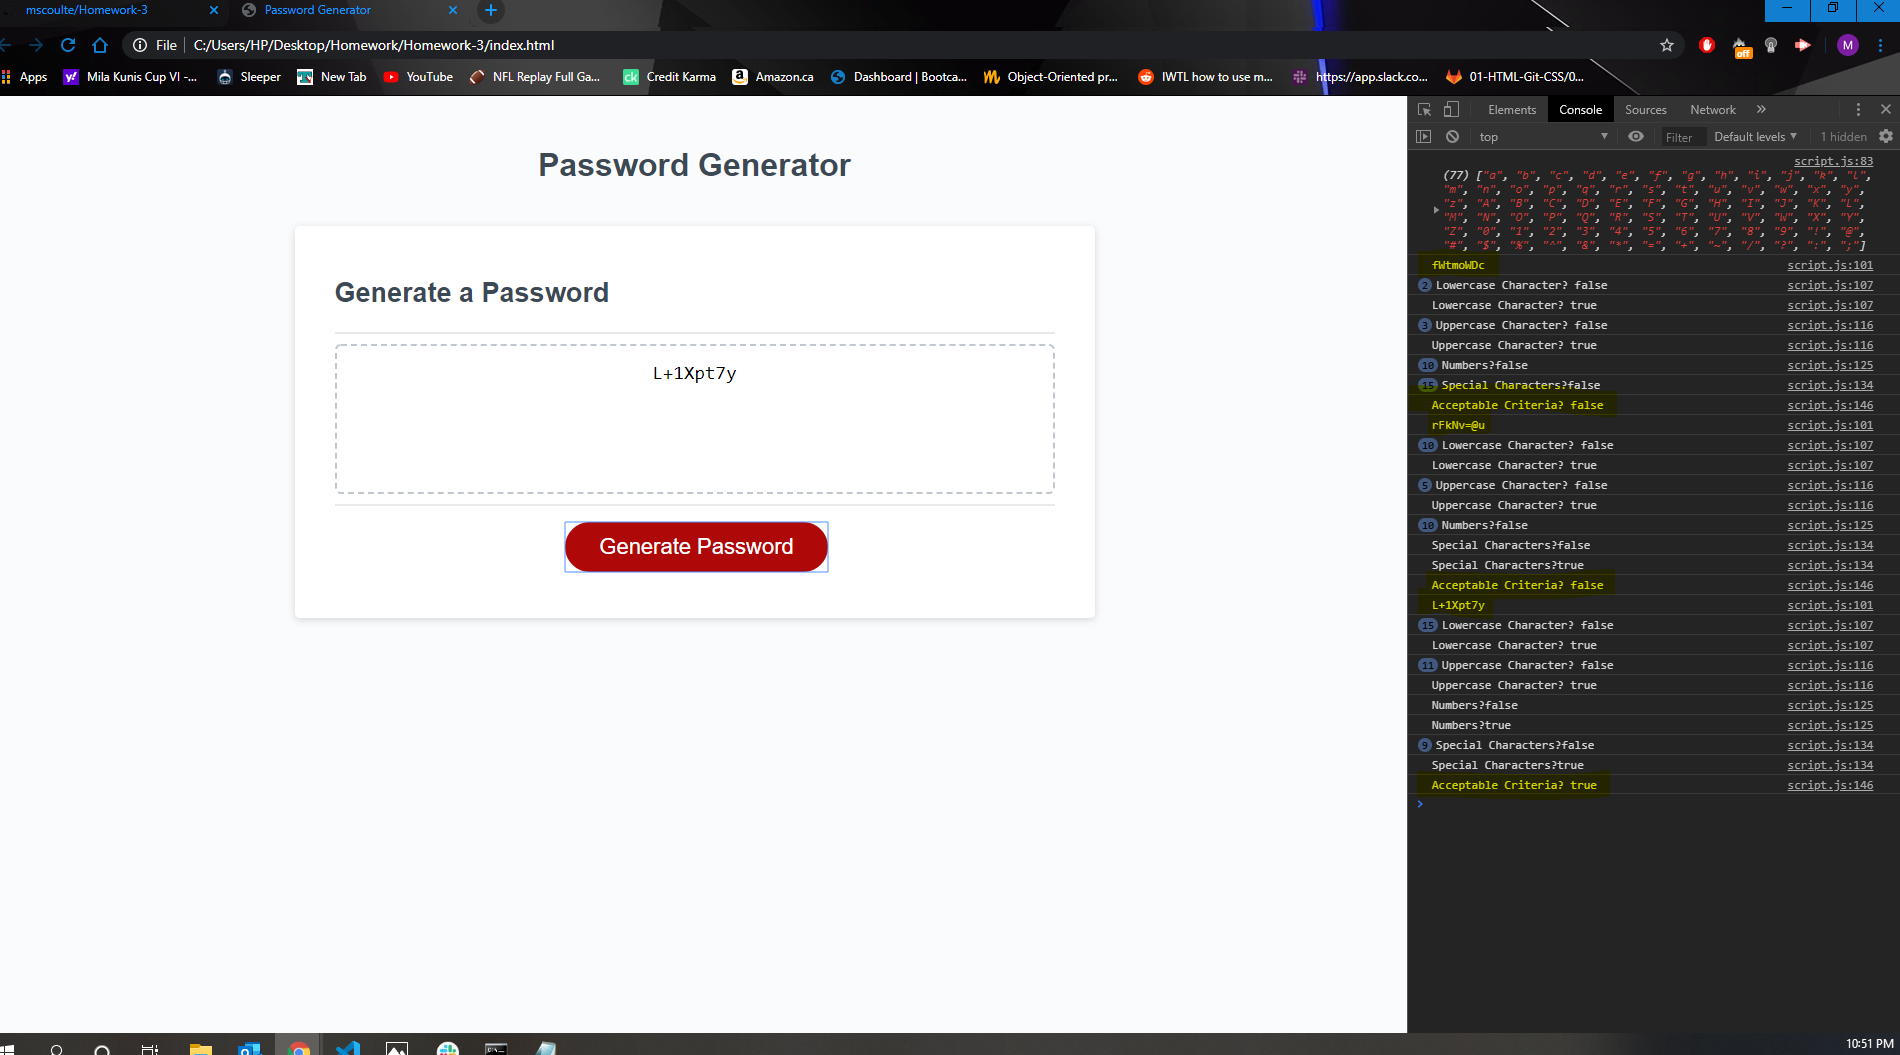 mscoulte/Homework-3
Password Generator
File C:/Users/HP/Desktop/Homework/Homework-3/index.html
off
M
Apps Mila Kunis Cup VI -... Sleeper New Tab YouTube NFL Replay Full Ga... Credit Karma Amazon.ca Dashboard | Bootca... Object-Oriented pr... IWTL how to use m... https://app.slack.co... 01-HTML-Git-CSS/0...
Password Generator
Generate a Password
L+1Xpt7y
Generate Password
Elements Console Sources Network
top Filter Default levels 1 hidden
script.js:83
(77) ["a", "b", "c", "d", "e", "f", "g", "h", "i", "j", "k", "l",
"m", "n", "o", "p", "q", "r", "s", "t", "u", "v", "w", "x", "y",
"z", "A", "B", "C", "D", "E", "F", "G", "H", "I", "J", "K", "L",
"M", "N", "O", "P", "Q", "R", "S", "T", "U", "V", "W", "X", "Y",
"Z", "0", "1", "2", "3", "4", "5", "6", "7", "8", "9", "!", "@",
"#", "$", "%", "^", "&", "*", "=", "+", "~", "/", "?", ":", ";"]
fWtmoWDc script.js:101
2 Lowercase Character? false script.js:107
Lowercase Character? true script.js:107
3 Uppercase Character? false script.js:116
Uppercase Character? true script.js:116
10 Numbers?false script.js:125
15 Special Characters?false script.js:134
Acceptable Criteria? false script.js:146
rFkNv=@u script.js:101
10 Lowercase Character? false script.js:107
Lowercase Character? true script.js:107
5 Uppercase Character? false script.js:116
Uppercase Character? true script.js:116
10 Numbers?false script.js:125
Special Characters?false script.js:134
Special Characters?true script.js:134
Acceptable Criteria? false script.js:146
L+1Xpt7y script.js:101
15 Lowercase Character? false script.js:107
Lowercase Character? true script.js:107
11 Uppercase Character? false script.js:116
Uppercase Character? true script.js:116
Numbers?false script.js:125
Numbers?true script.js:125
9 Special Characters?false script.js:134
Special Characters?true script.js:134
Acceptable Criteria? true script.js:146
10:51 PM